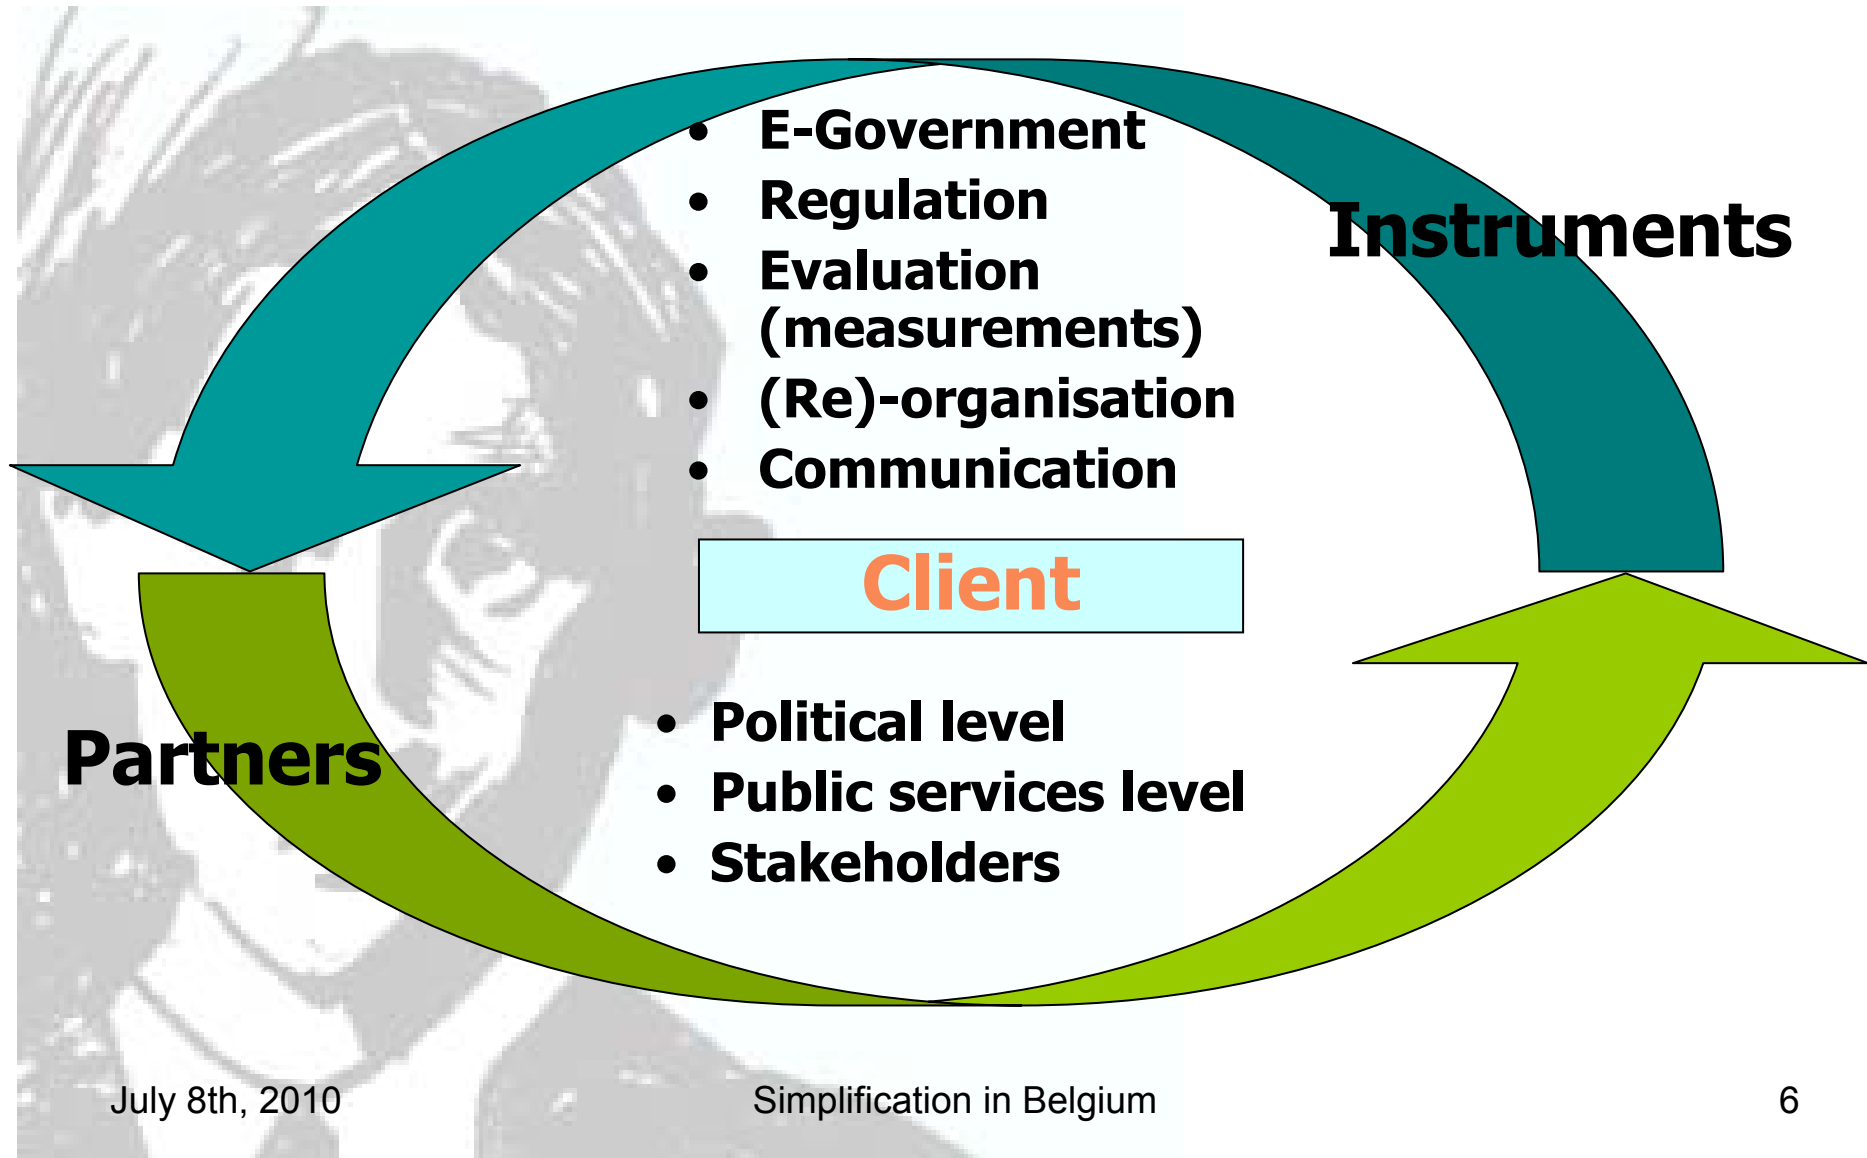 • E-Government
• Regulation
Instruments
• Evaluation
(measurements)
• (Re)-organisation
• Communication
Client
• Political level
Partners
• Public services level
• Stakeholders
July 8th, 2010
Simplification in Belgium
6